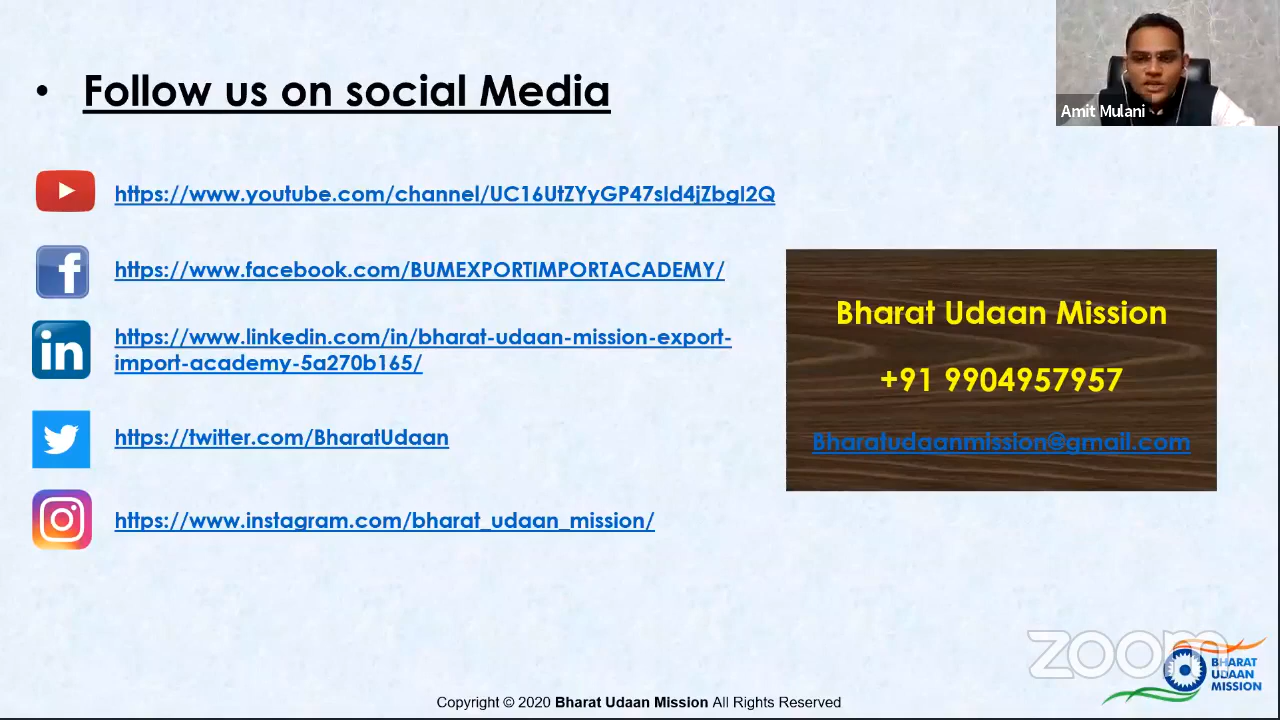 Amit Mulani
• Follow us on social Media
https://www.youtube.com/channel/UC16UtZYyGP47sId4jZbgI2Q
https://www.facebook.com/BUMEXPORTIMPORTACADEMY/
https://www.linkedin.com/in/bharat-udaan-mission-export-
import-academy-5a270b165/
https://twitter.com/BharatUdaan
https://www.instagram.com/bharat_udaan_mission/
Bharat Udaan Mission
+91 9904957957
Bharatudaanmission@gmail.com
zoom
BHARAT
UDAAN
MISSION
Copyright © 2020 Bharat Udaan Mission All Rights Reserved